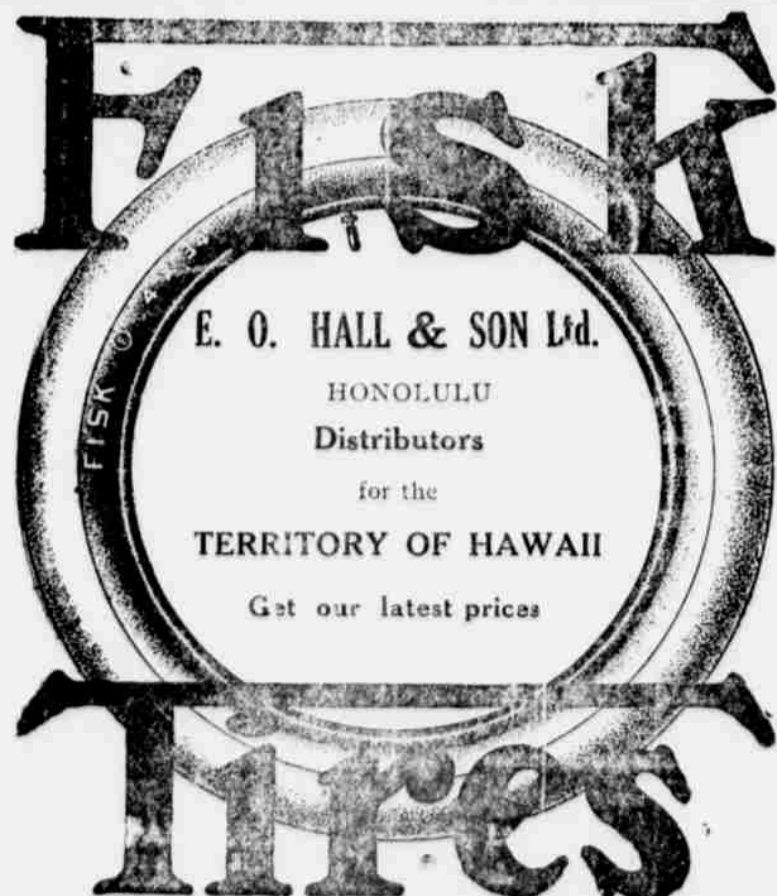 Fisk
FISK
E. O. HALL & SON Ltd.
HONOLULU
Distributors
for the
TERRITORY OF HAWAII
Get our latest prices
Tires